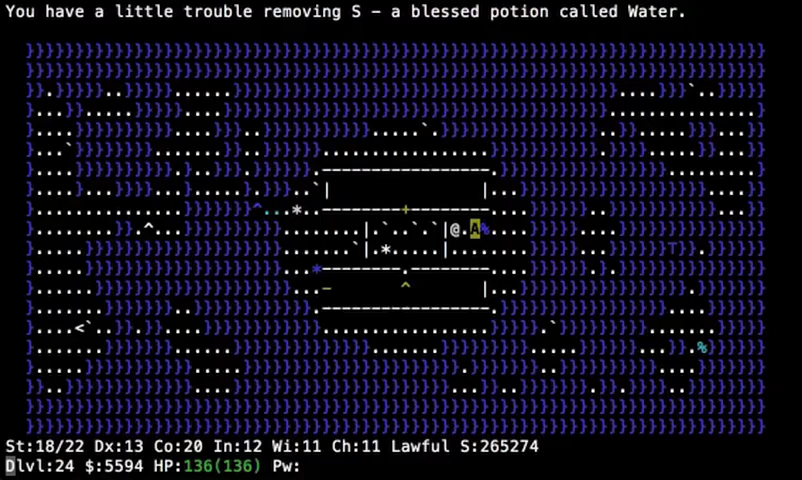 You have a little trouble removing S - a blessed potion called Water.
St:18/22 Dx:13 Co:20 In:12 Wi:11 Ch:11 Lawful S:265274
Dlvl:24 $:5594 HP:136(136) Pw: